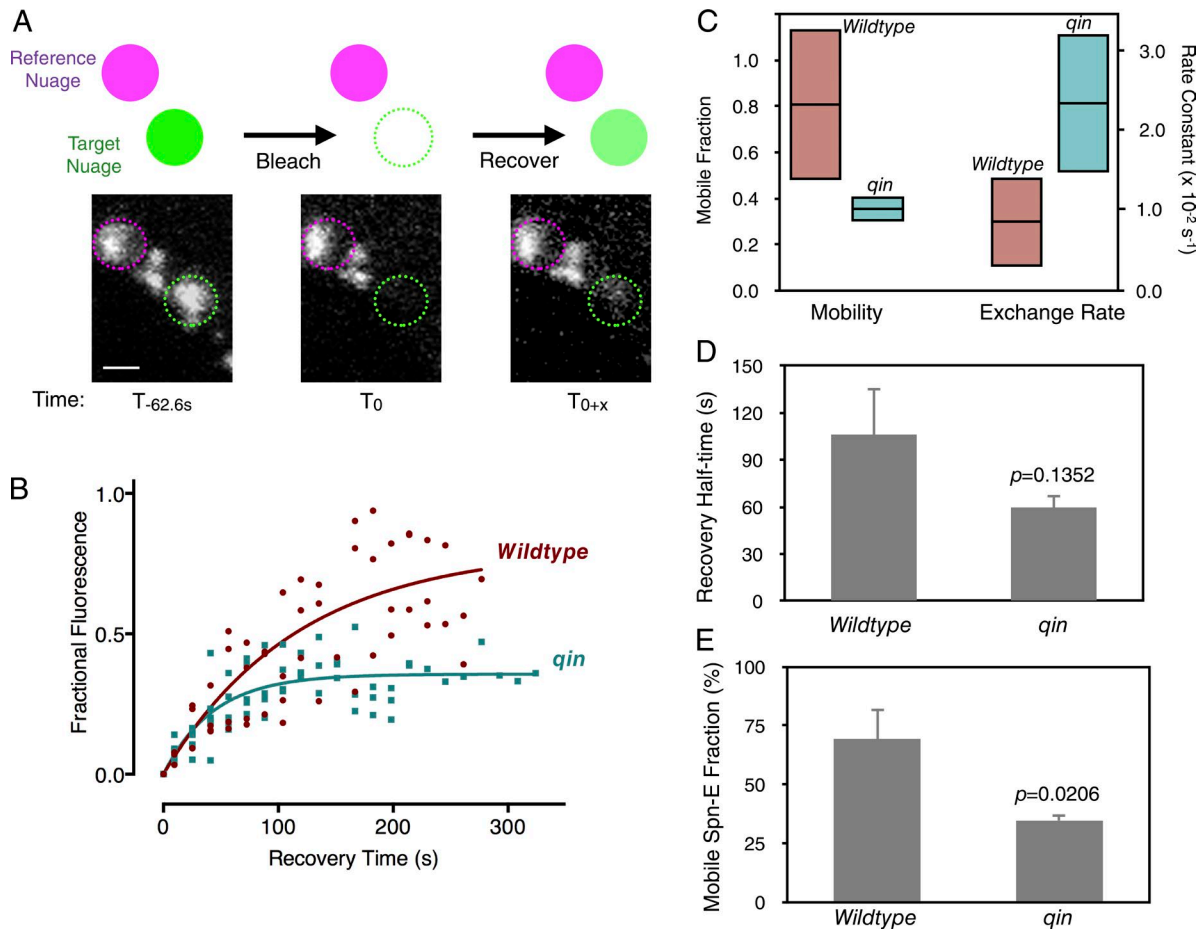 A
Reference
Nuage
Target
Nuage
Bleach
Recover
Time:
T-62.6s
T0
T0+x
B
Fractional Fluorescence
1.0
0.5
0.0
0
100
200
300
Recovery Time (s)
Wildtype
qin
C
Mobile Fraction
1.0
0.8
0.6
0.4
0.2
0.0
Wildtype
qin
Wildtype
qin
3.0
2.0
1.0
0.0
Rate Constant (x 10-2 s-1)
Mobility
Exchange Rate
D
Recovery Half-time (s)
150
120
90
60
30
0
p=0.1352
Wildtype
qin
E
Mobile Spn-E Fraction (%)
100
75
50
25
0
p=0.0206
Wildtype
qin